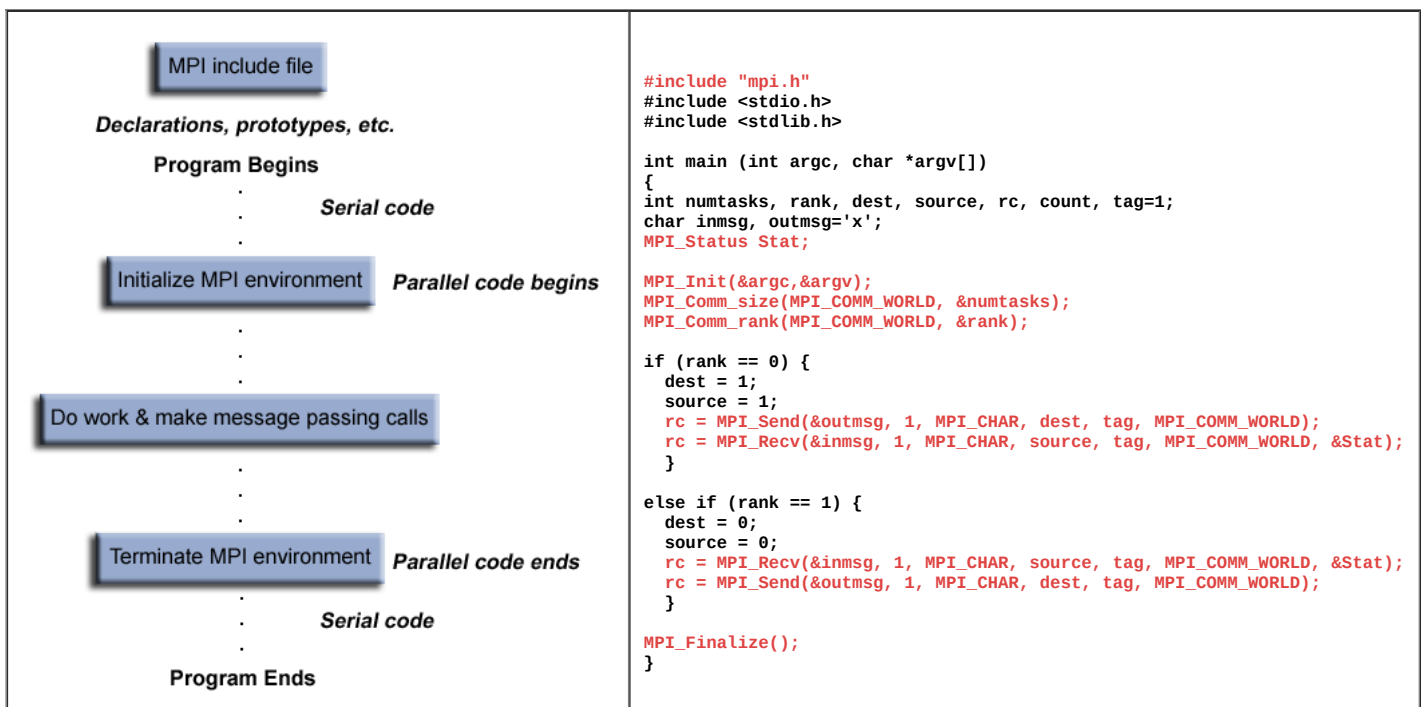 MPI include file
Declarations, prototypes, etc.
Program Begins
Serial code
Initialize MPI environment
Parallel code begins
Do work & make message passing calls
Terminate MPI environment
Parallel code ends
Serial code
Program Ends
#include "mpi.h"
#include <stdio.h>
#include <stdlib.h>
int main (int argc, char *argv[])
{
int numtasks, rank, dest, source, rc, count, tag=1;
char inmsg, outmsg='x';
MPI_Status Stat;
MPI_Init(&argc,&argv);
MPI_Comm_size(MPI_COMM_WORLD, &numtasks);
MPI_Comm_rank(MPI_COMM_WORLD, &rank);
if (rank == 0) {
dest = 1;
source = 1;
rc = MPI_Send(&outmsg, 1, MPI_CHAR, dest, tag, MPI_COMM_WORLD);
rc = MPI_Recv(&inmsg, 1, MPI_CHAR, source, tag, MPI_COMM_WORLD, &Stat);
}
else if (rank == 1) {
dest = 0;
source = 0;
rc = MPI_Recv(&inmsg, 1, MPI_CHAR, source, tag, MPI_COMM_WORLD, &Stat);
rc = MPI_Send(&outmsg, 1, MPI_CHAR, dest, tag, MPI_COMM_WORLD);
}
MPI_Finalize();
}